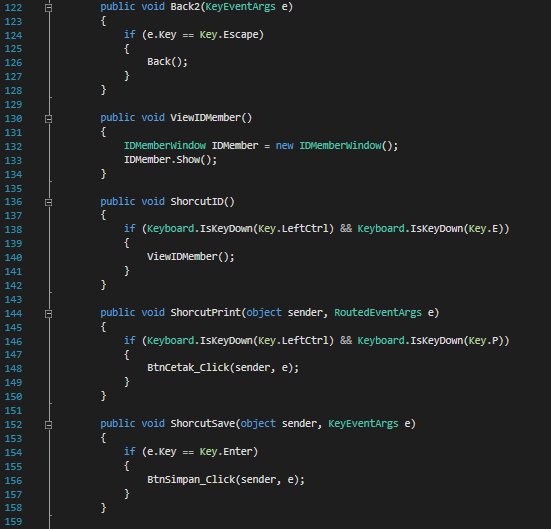 122 public void Back2(KeyEventArgs e)
123 {
124 if (e.Key == Key.Escape)
125 {
126 Back();
127 }
128 }
129
130 public void ViewIDMember()
131 {
132 IDMemberWindow IDMember = new IDMemberWindow();
133 IDMember.Show();
134 }
135
136 public void ShorcutID()
137 {
138 if (Keyboard.IsKeyDown(Key.LeftCtrl) && Keyboard.IsKeyDown(Key.E))
139 {
140 ViewIDMember();
141 }
142 }
143
144 public void ShorcutPrint(object sender, RoutedEventArgs e)
145 {
146 if (Keyboard.IsKeyDown(Key.LeftCtrl) && Keyboard.IsKeyDown(Key.P))
147 {
148 BtnCetak_Click(sender, e);
149 }
150 }
151
152 public void ShorcutSave(object sender, KeyEventArgs e)
153 {
154 if (e.Key == Key.Enter)
155 {
156 BtnSimpan_Click(sender, e);
157 }
158 }
159